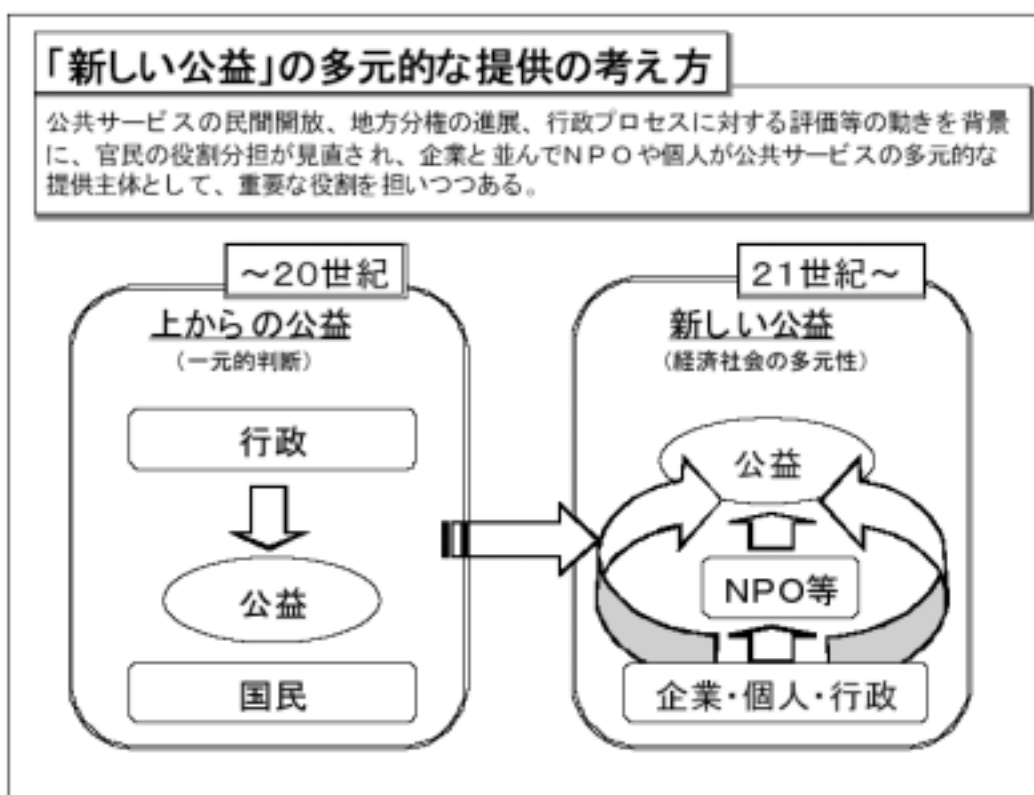 「新しい公益」の多元的な提供の考え方
公共サービスの民間開放、地方分権の進展、行政プロセスに対する評価等の動きを背景
に、官民の役割分担が見直され、企業と並んでＮＰＯや個人が公共サービスの多元的な
提供主体として、重要な役割を担いつつある。
～２０世紀
上からの公益
（一元的判断）
行政
公益
国民
２１世紀～
新しい公益
（経済社会の多元性）
公益
ＮＰＯ等
企業・個人・行政